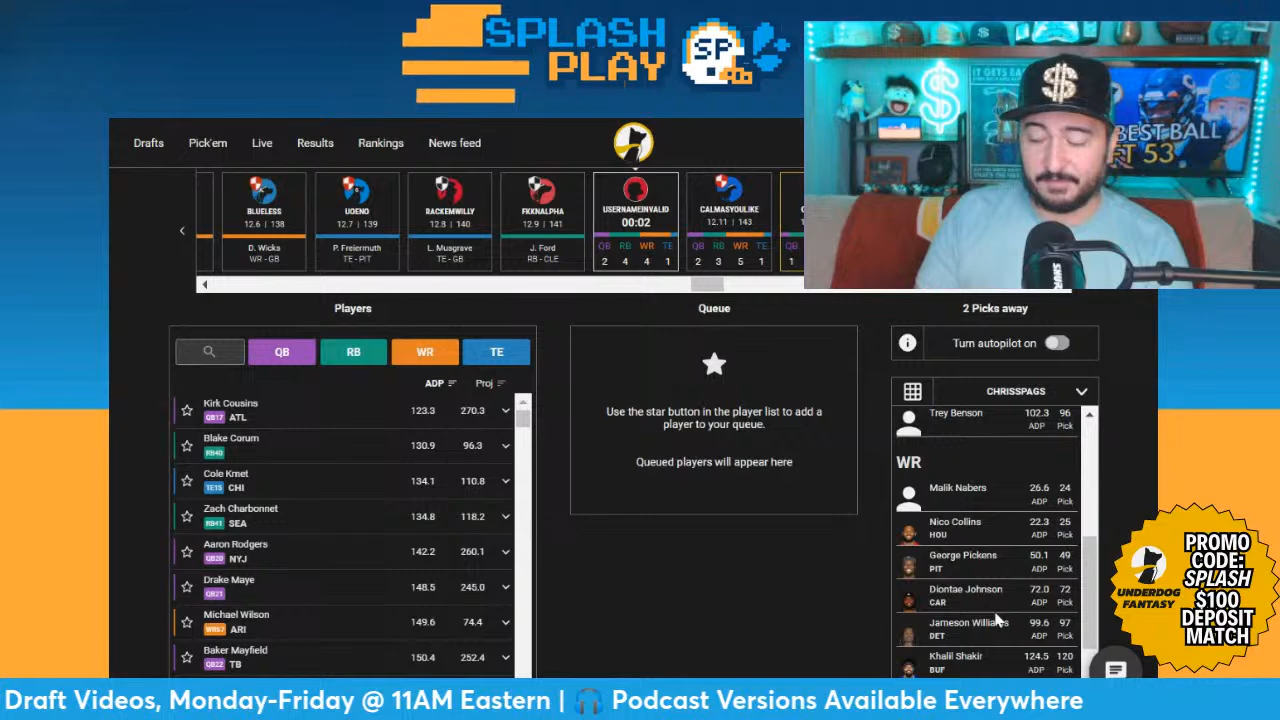 SPLASH
PLAY
SP
IT GETS
BEST BALL
FT 53
Drafts
Pick'em
Live
Results
Rankings
News feed
BLUELESS
12.6 | 138
D. Wicks
WR - GB
UOENO
12.7 | 139
P. Freiermuth
TE - PIT
RACKEMWILLY
12.8 | 140
L. Musgrave
TE - GB
FKKNALPHA
12.9 | 141
J. Ford
RB - CLE
USERNAMEINVALID
00:02
QB RB WR TE
2 4 4 1
CALMASYOULIKE
12.11 | 143
QB RB WR TE
2 3 5 1
QB
1
Players
Queue
2 Picks away
QB
RB
WR
TE
ADP
Proj
Kirk Cousins
QB17 ATL
123.3
270.3
Blake Corum
RB40
130.9
96.3
Cole Kmet
TE15 CHI
134.1
110.8
Zach Charbonnet
RB41 SEA
134.8
118.2
Aaron Rodgers
QB20 NYJ
142.2
260.1
Drake Maye
QB21
148.5
245.0
Michael Wilson
WR67 ARI
149.6
74.4
Baker Mayfield
QB22 TB
150.4
252.4
Use the star button in the player list to add a
player to your queue.
Queued players will appear here
Turn autopilot on
CHRISSPAGS
Trey Benson
102.3 96
ADP Pick
WR
Malik Nabers
26.6 24
ADP Pick
Nico Collins
HOU
22.3 25
ADP Pick
George Pickens
PIT
50.1 49
ADP Pick
Diontae Johnson
CAR
72.0 72
ADP Pick
Jameson Williams
DET
99.6 97
ADP Pick
Khalil Shakir
BUF
124.5 120
ADP Pick
UNDERDOG
FANTASY
PROMO
CODE:
SPLASH
$100
DEPOSIT
MATCH
Draft Videos, Monday-Friday @ 11AM Eastern | 🎧 Podcast Versions Available Everywhere